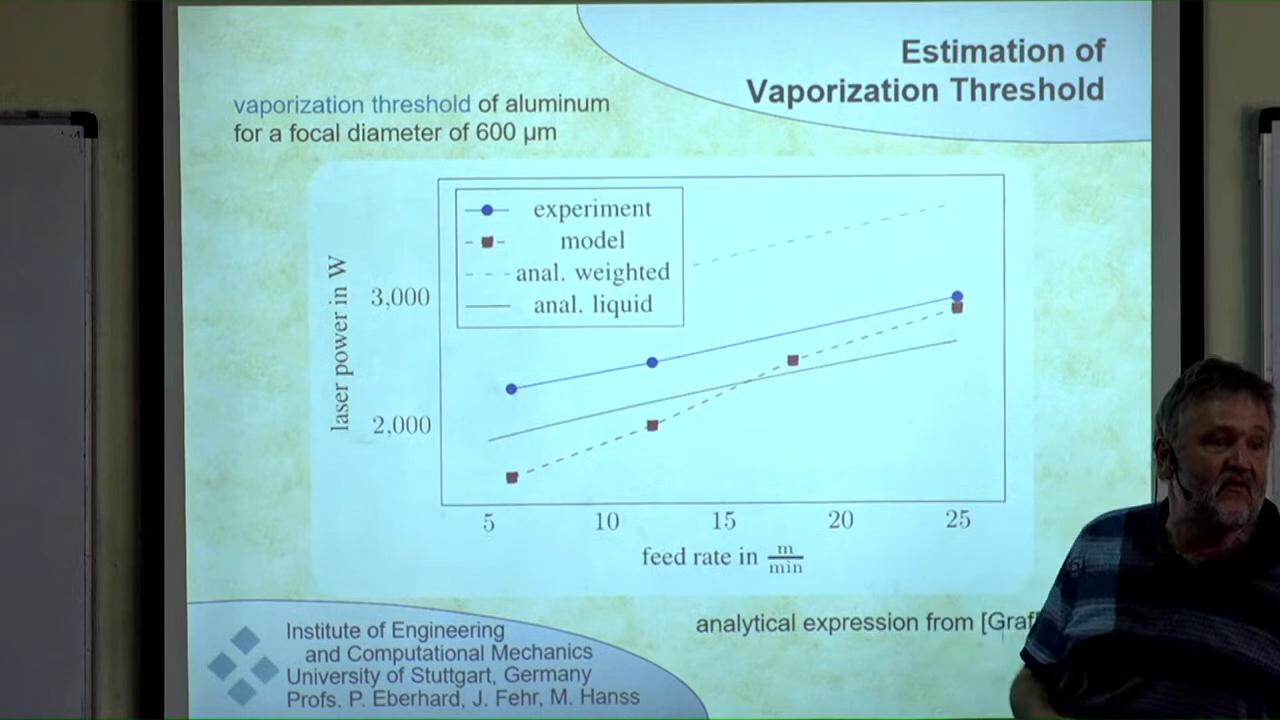 Estimation of
Vaporization Threshold
vaporization threshold of aluminum
for a focal diameter of 600 µm
experiment
model
anal. weighted
anal. liquid
laser power in W
3,000
2,000
5 10 15 20 25
feed rate in m/min
analytical expression from [Graf
Institute of Engineering
and Computational Mechanics
University of Stuttgart, Germany
Profs. P. Eberhard, J. Fehr, M. Hanss